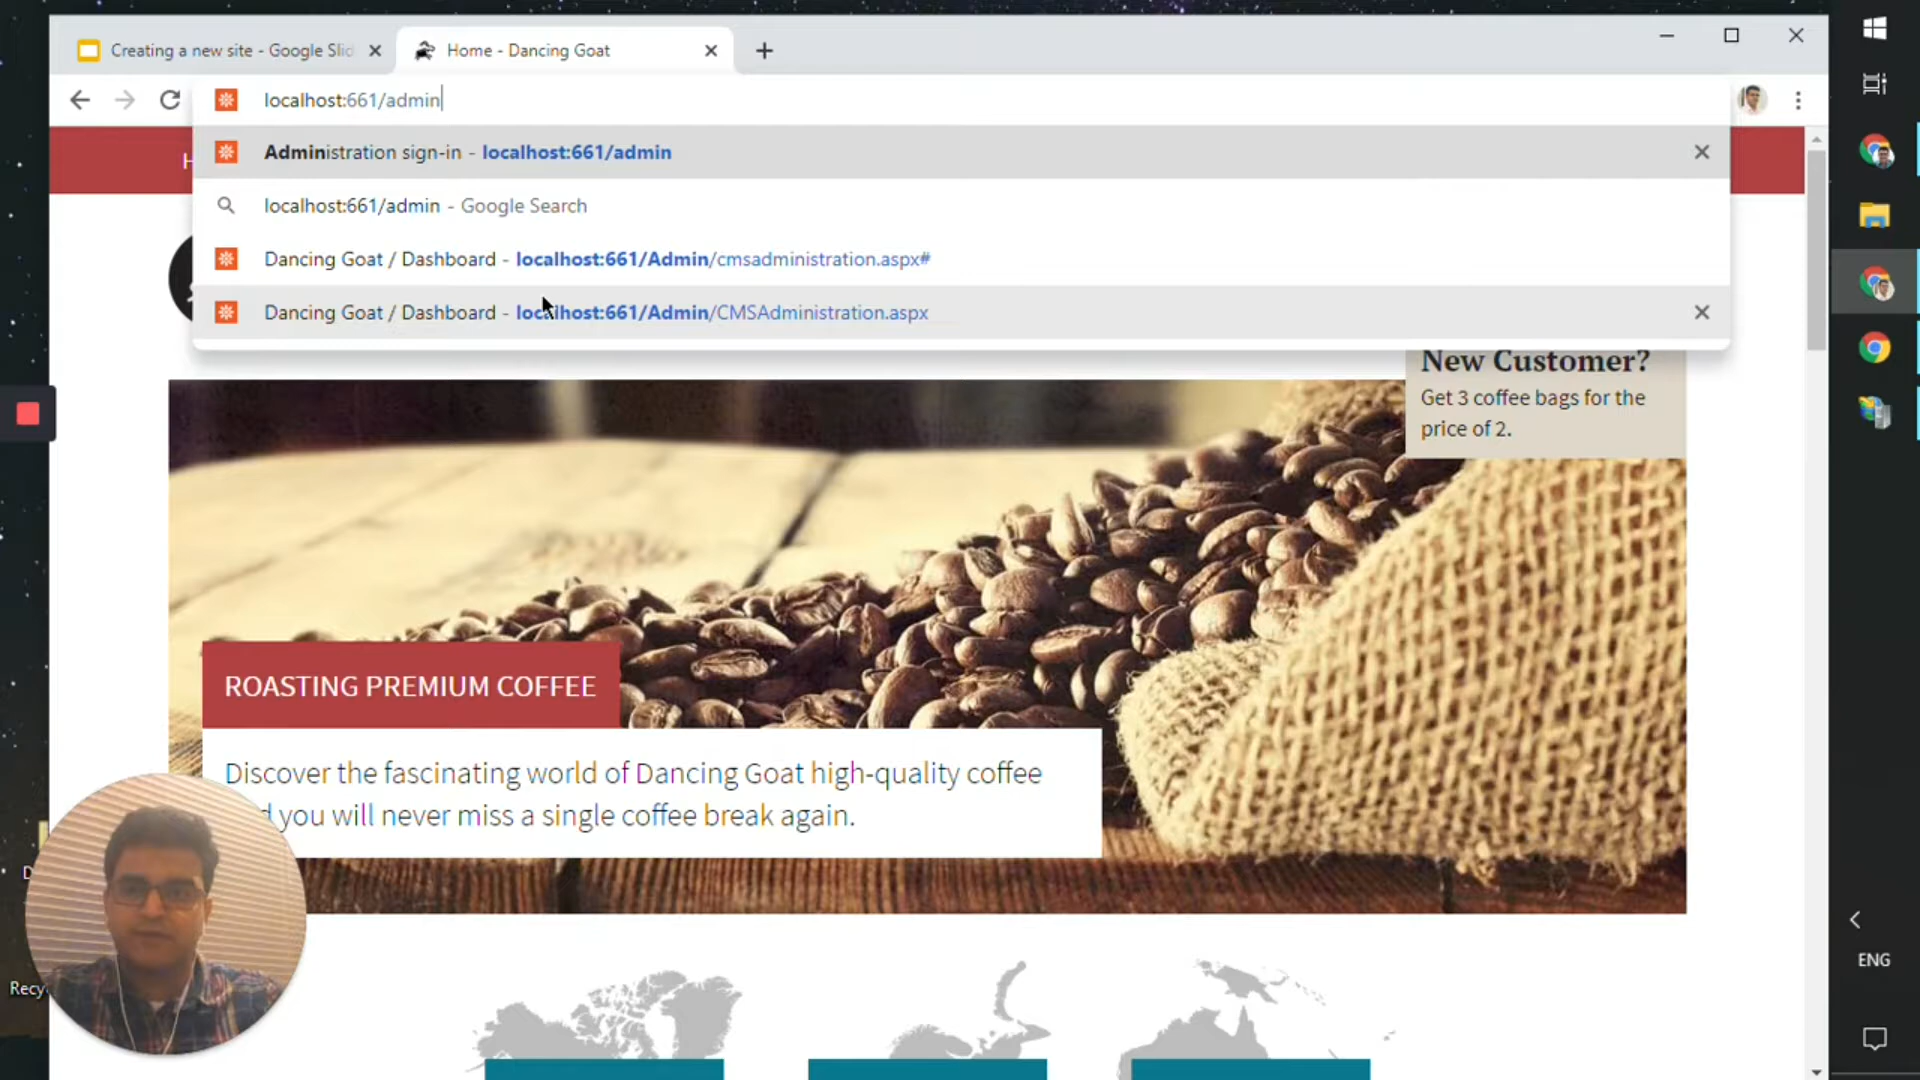 Creating a new site - Google Slid
Home - Dancing Goat
localhost:661/admin
Administration sign-in - localhost:661/admin
localhost:661/admin - Google Search
Dancing Goat / Dashboard - localhost:661/Admin/cmsadministration.aspx#
Dancing Goat / Dashboard - localhost:661/Admin/CMSAdministration.aspx
H
New Customer?
Get 3 coffee bags for the
price of 2.
ROASTING PREMIUM COFFEE
Discover the fascinating world of Dancing Goat high-quality coffee
d you will never miss a single coffee break again.
D
Recy
ENG